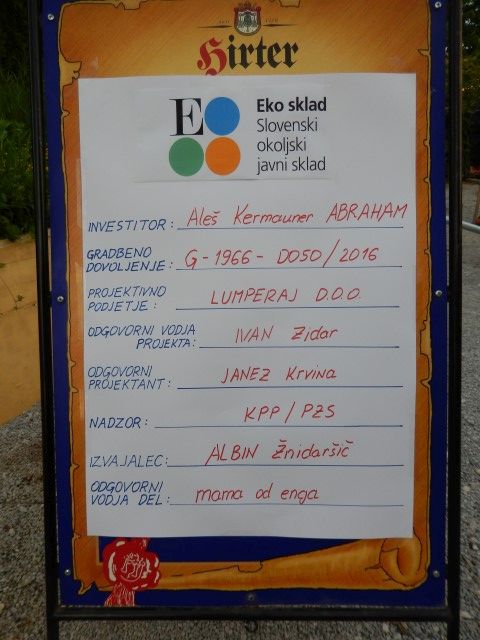 Hirter
E
Eko sklad
Slovenski
okoljski
javni sklad
INVESTITOR: Aleš Kermauner ABRAHAM
GRADBENO
DOVOLJENJE: G-1966-DO50/2016
PROJEKTIVNO
PODJETJE: LUMPERAJ D.O.O.
ODGOVORNI VODJA
PROJEKTA: IVAN Zidar
ODGOVORNI
PROJEKTANT: JANEZ Krvina
NADZOR: KPP/PZS
IZVAJALEC: ALBIN Žnidaršič
ODGOVORNI
VODJA DEL: mama od enga